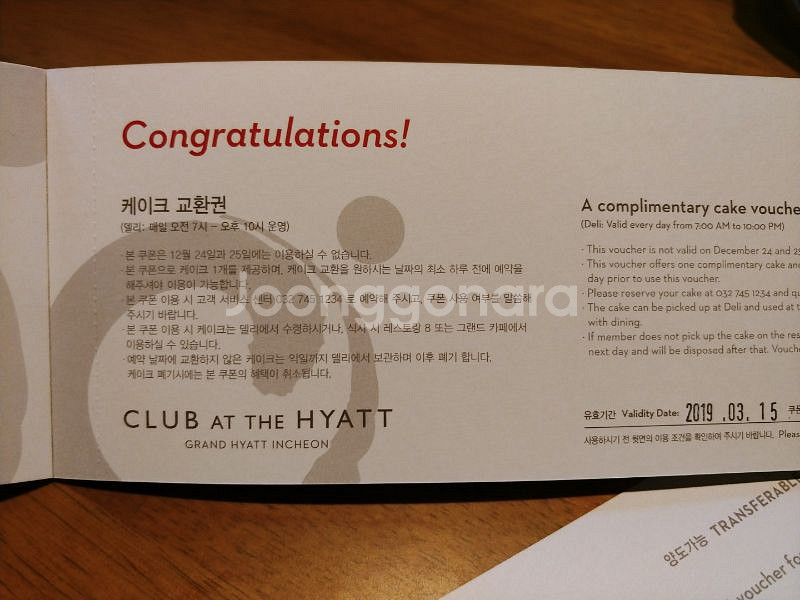 Congratulations!
케이크 교환권
(델리: 매일 오전 7시 – 오후 10시 운영)
· 본 쿠폰은 12월 24일과 25일에는 이용하실 수 없습니다.
· 본 쿠폰으로 케이크 1개를 제공하며, 케이크 교환을 원하시는 날짜의 최소 하루 전에 예약을
해주셔야 이용이 가능합니다.
· 본 쿠폰 이용 시 고객 서비스 센터(032 745 1234 로 예약해 주시고, 쿠폰 사용 여부를 말씀해
주시기 바랍니다.
· 본 쿠폰 이용 시 케이크는 델리에서 수령하시거나, 식사 시 레스토랑 8 또는 그랜드 카페에서
이용하실 수 있습니다.
· 예약 날짜에 교환하지 않은 케이크는 익일까지 델리에서 보관하며 이후 폐기 합니다.
케이크 폐기시에는 본 쿠폰의 혜택이 취소됩니다.
CLUB AT THE HYATT
GRAND HYATT INCHEON
A complimentary cake vouche
(Deli: Valid every day from 7:00 AM to 10:00 PM)
· This voucher is not valid on December 24 and 25
· This voucher offers one complimentary cake and
day prior to use this voucher.
· Please reserve your cake at 032 745 1234 and qu
· The cake can be picked up at Deli and used at t
with dining.
· If member does not pick up the cake on the res
next day and will be disposed after that. Vouche
유효기간 Validity Date: 2019 .03. 15 쿠폰
사용하시기 전 뒷면의 이용 조건을 확인하여 주시기 바랍니다. Pleas
Joonggonara
양도가능 TRANSFERABLE
voucher fo